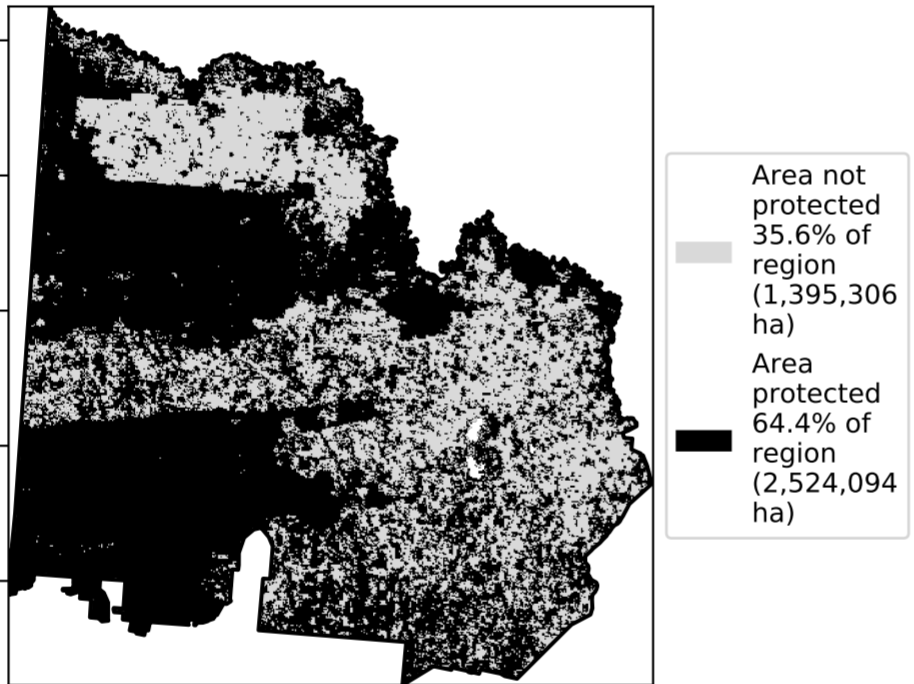 Area not
protected
35.6% of
region
(1,395,306
ha)
Area
protected
64.4% of
region
(2,524,094
ha)